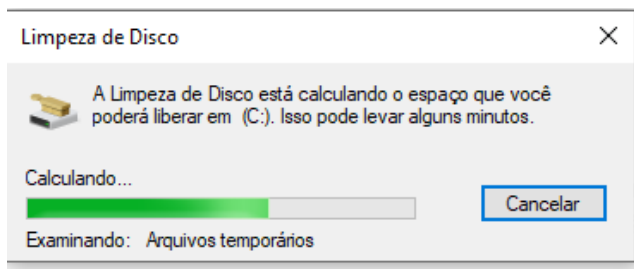 Limpeza de Disco
A Limpeza de Disco está calculando o espaço que você
poderá liberar em (C:). Isso pode levar alguns minutos.
Calculando...
Cancelar
Examinando: Arquivos temporários